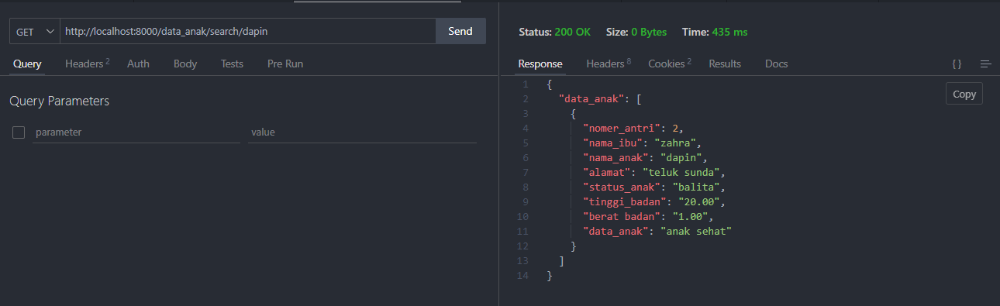 GET http://localhost:8000/data_anak/search/dapin Send
Query Headers 2 Auth Body Tests Pre Run
Query Parameters
parameter value
Status: 200 OK Size: 0 Bytes Time: 435 ms
Response Headers 8 Cookies 2 Results Docs {}
Copy
1 {
2 "data_anak": [
3 {
4 "nomer_antri": 2,
5 "nama_ibu": "zahra",
6 "nama_anak": "dapin",
7 "alamat": "teluk sunda",
8 "status_anak": "balita",
9 "tinggi_badan": "20.00",
10 "berat badan": "1.00",
11 "data_anak": "anak sehat"
12 }
13 ]
14 }